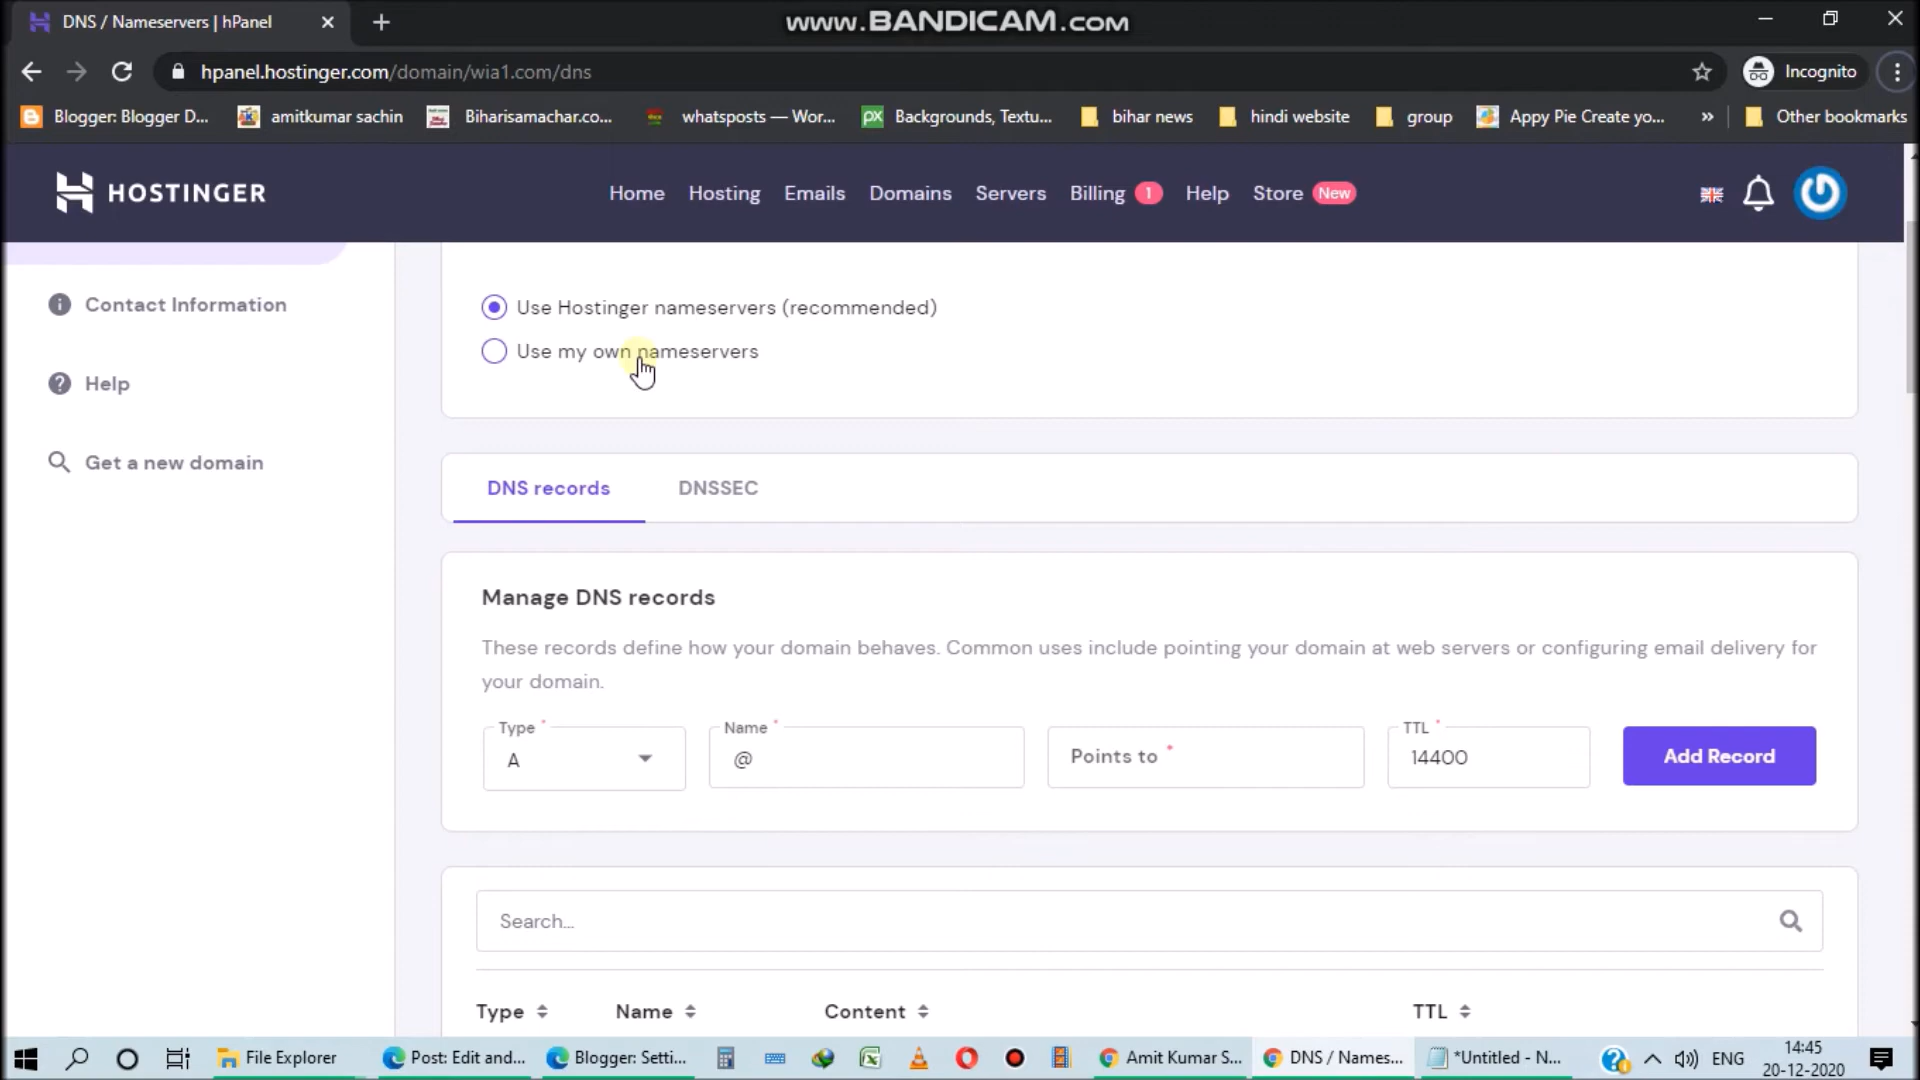 DNS / Nameservers | hPanel
www.BANDICAM.com
hpanel.hostinger.com/domain/wia1.com/dns
Incognito
Blogger: Blogger D...
amitkumar sachin
Biharisamachar.co...
whatsposts — Wor...
Backgrounds, Textu...
bihar news
hindi website
group
Appy Pie Create yo...
»
Other bookmarks
HOSTINGER
Home
Hosting
Emails
Domains
Servers
Billing 1
Help
Store New
Contact Information
Help
Get a new domain
Use Hostinger nameservers (recommended)
Use my own nameservers
DNS records
DNSSEC
Manage DNS records
These records define how your domain behaves. Common uses include pointing your domain at web servers or configuring email delivery for
your domain.
Type *
A
Name *
@
Points to *
TTL *
14400
Add Record
Search...
Type
Name
Content
TTL
File Explorer
Post: Edit and...
Blogger: Setti...
Amit Kumar S...
DNS / Names...
*Untitled - N...
ENG
14:45
20-12-2020